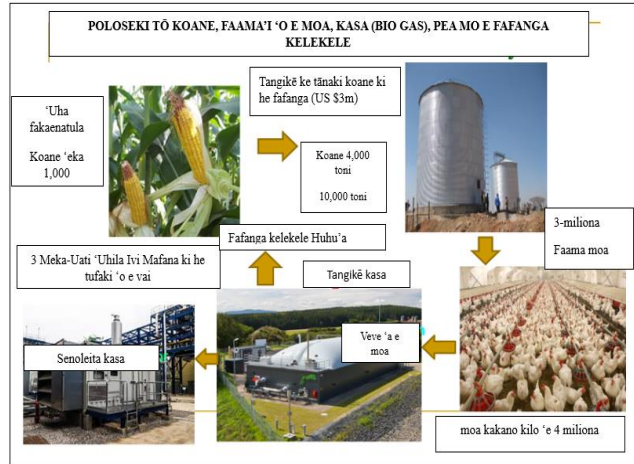 POLOSEKI TŌ KOANE, FAAMA’I ‘O E MOA, KASA (BIO GAS), PEA MO E FAFANGA
KELEKELE
‘Uha
fakaenatula
Koane ‘eka
1,000
Tangikē ke tānaki koane ki
he fafanga (US $3m)
Koane 4,000
toni
10,000 toni
3-miliona
Faama moa
Fafanga kelekele Huhu’a
3 Meka-Uati ‘Uhila Ivi Mafana ki he
tufaki ‘o e vai
Tangikē kasa
Veve ‘a e
moa
Senoleita kasa
moa kakano kilo ‘e 4 miliona